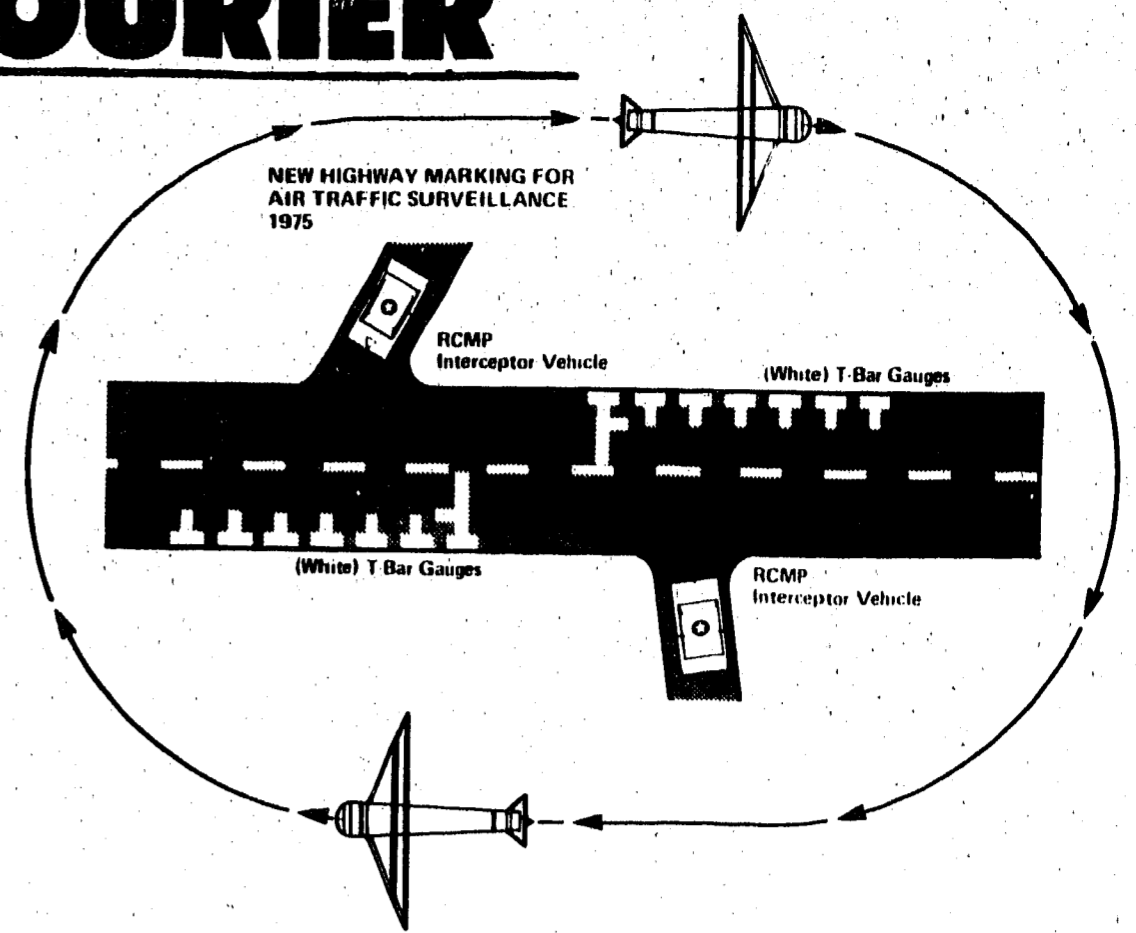 OURIER
NEW HIGHWAY MARKING FOR
AIR TRAFFIC SURVEILLANCE
1975
RCMP
Interceptor Vehicle
(White) T-Bar Gauges
(White) T-Bar Gauges
RCMP
Interceptor Vehicle